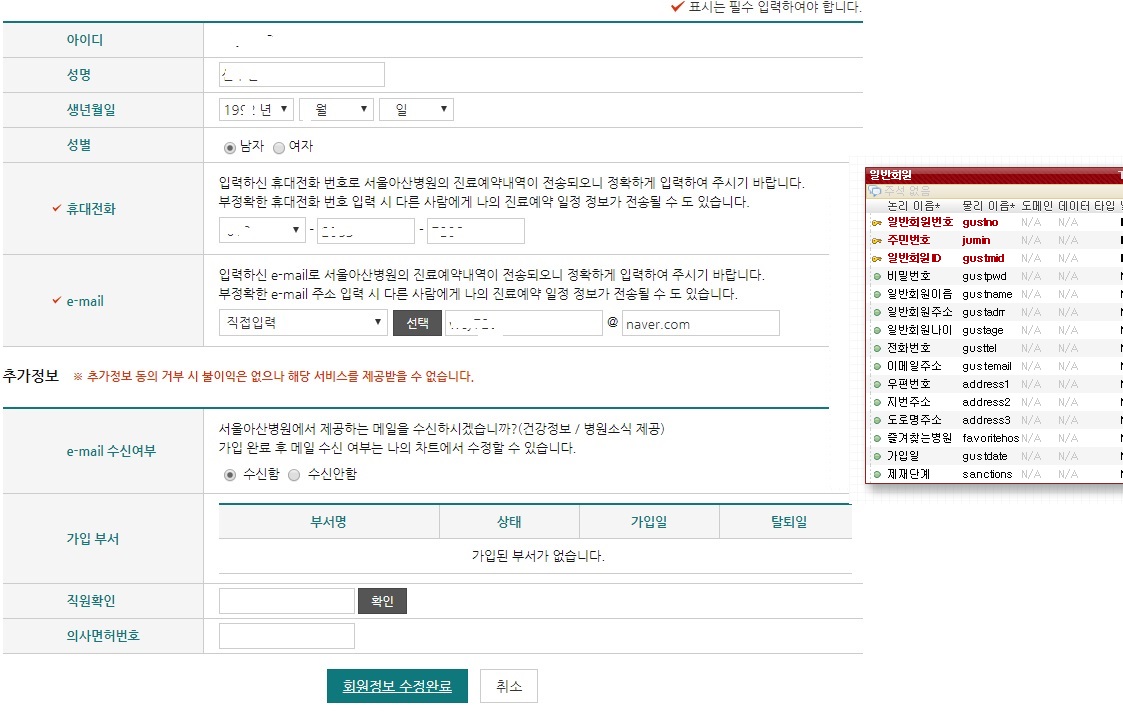 ✔ 표시는 필수 입력하여야 합니다.
아이디
성명
생년월일 년 월 일
성별 남자 여자
✔ 휴대전화
입력하신 휴대전화 번호로 서울아산병원의 진료예약내역이 전송되오니 정확하게 입력하여 주시기 바랍니다.
부정확한 휴대전화 번호 입력 시 다른 사람에게 나의 진료예약 일정 정보가 전송될 수 도 있습니다.
- -
✔ e-mail
입력하신 e-mail로 서울아산병원의 진료예약내역이 전송되오니 정확하게 입력하여 주시기 바랍니다.
부정확한 e-mail 주소 입력 시 다른 사람에게 나의 진료예약 일정 정보가 전송될 수 도 있습니다.
직접입력 선택 @ naver.com
추가정보 ※ 추가정보 동의 거부 시 불이익은 없으나 해당 서비스를 제공받을 수 없습니다.
e-mail 수신여부
서울아산병원에서 제공하는 메일을 수신하시겠습니까?(건강정보 / 병원소식 제공)
가입 완료 후 메일 수신 여부는 나의 차트에서 수정할 수 있습니다.
수신함 수신안함
가입 부서
부서명 상태 가입일 탈퇴일
가입된 부서가 없습니다.
직원확인 확인
의사면허번호
회원정보 수정완료 취소
일반회원
주석 없음
논리 이름* 물리 이름* 도메인 데이터 타입
일반회원번호 gustno N/A N/A
주민번호 jumin N/A N/A
일반회원ID gustmid N/A N/A
비밀번호 gustpwd N/A N/A
일반회원이름 gustname N/A N/A
일반회원주소 gustadrr N/A N/A
일반회원나이 gustage N/A N/A
전화번호 gusttel N/A N/A
이메일주소 gustemail N/A N/A
우편번호 address1 N/A N/A
지번주소 address2 N/A N/A
도로명주소 address3 N/A N/A
즐겨찾는병원 favoritehos N/A N/A
가입일 gustdate N/A N/A
제재단계 sanctions N/A N/A